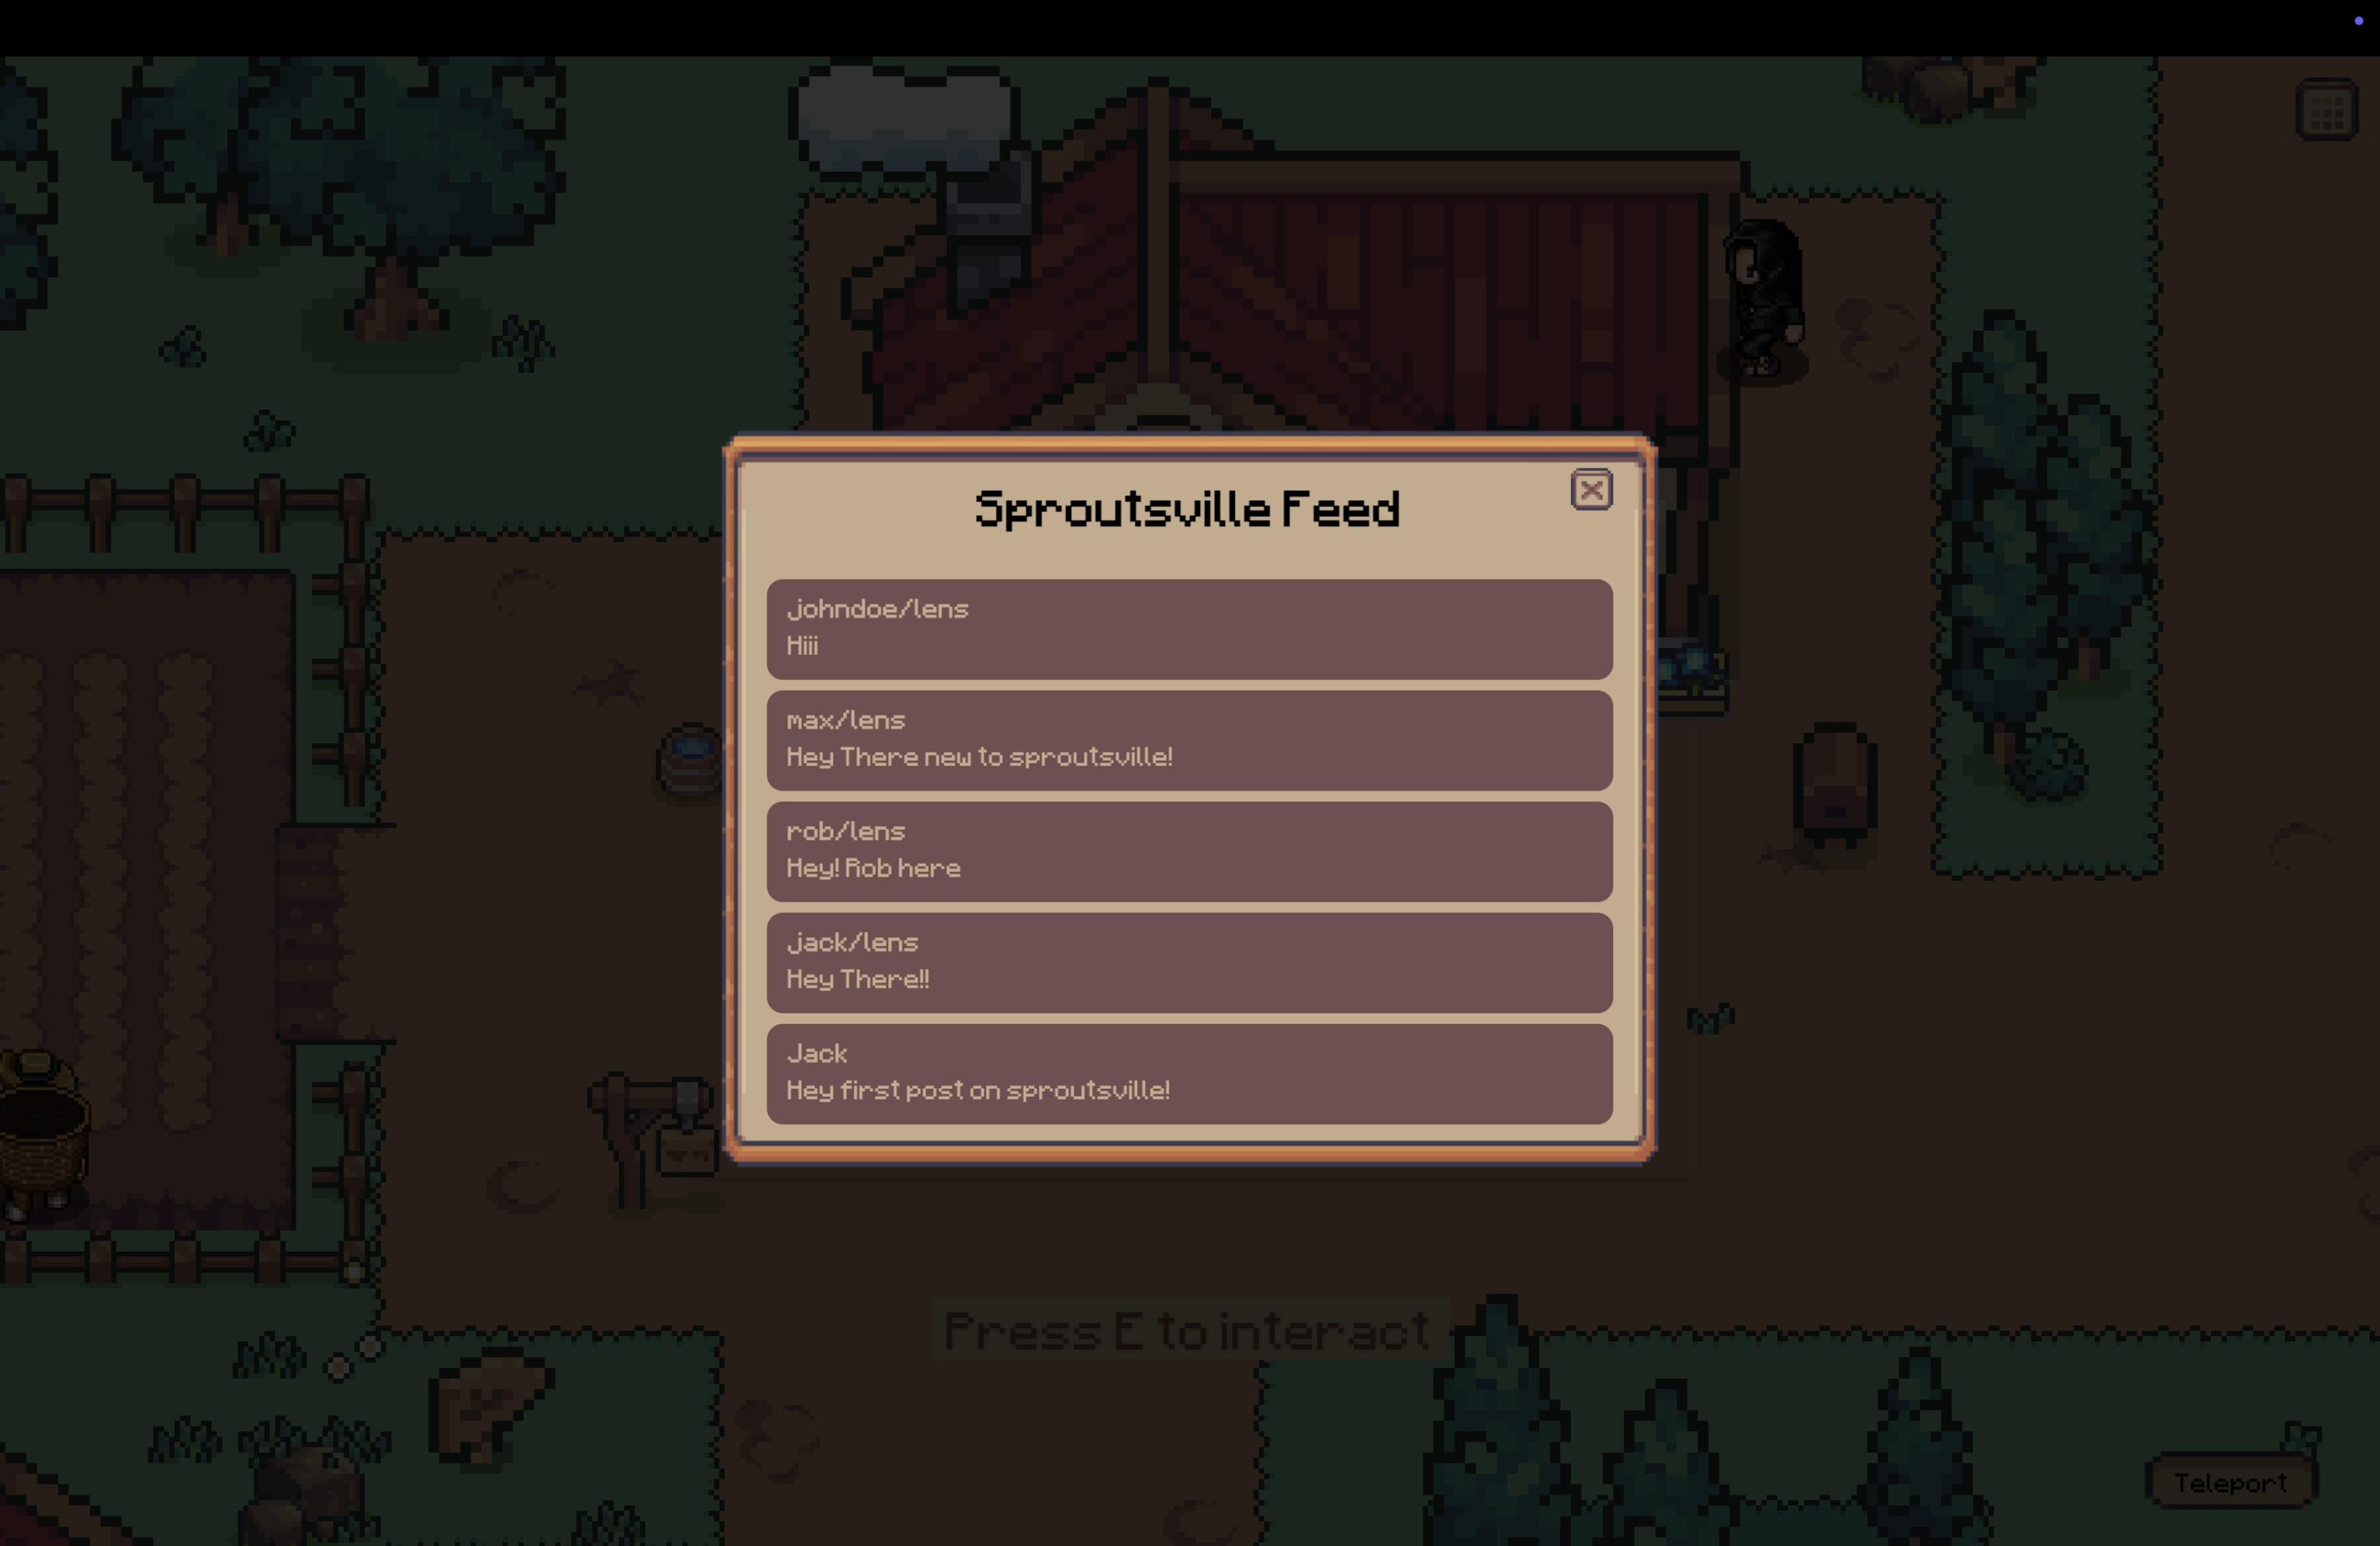 Sproutsville Feed
johndoe/lens
Hiii
max/lens
Hey There new to sproutsville!
rob/lens
Hey! Rob here
jack/lens
Hey There!!
Jack
Hey first post on sproutsville!
Press E to interact
Teleport